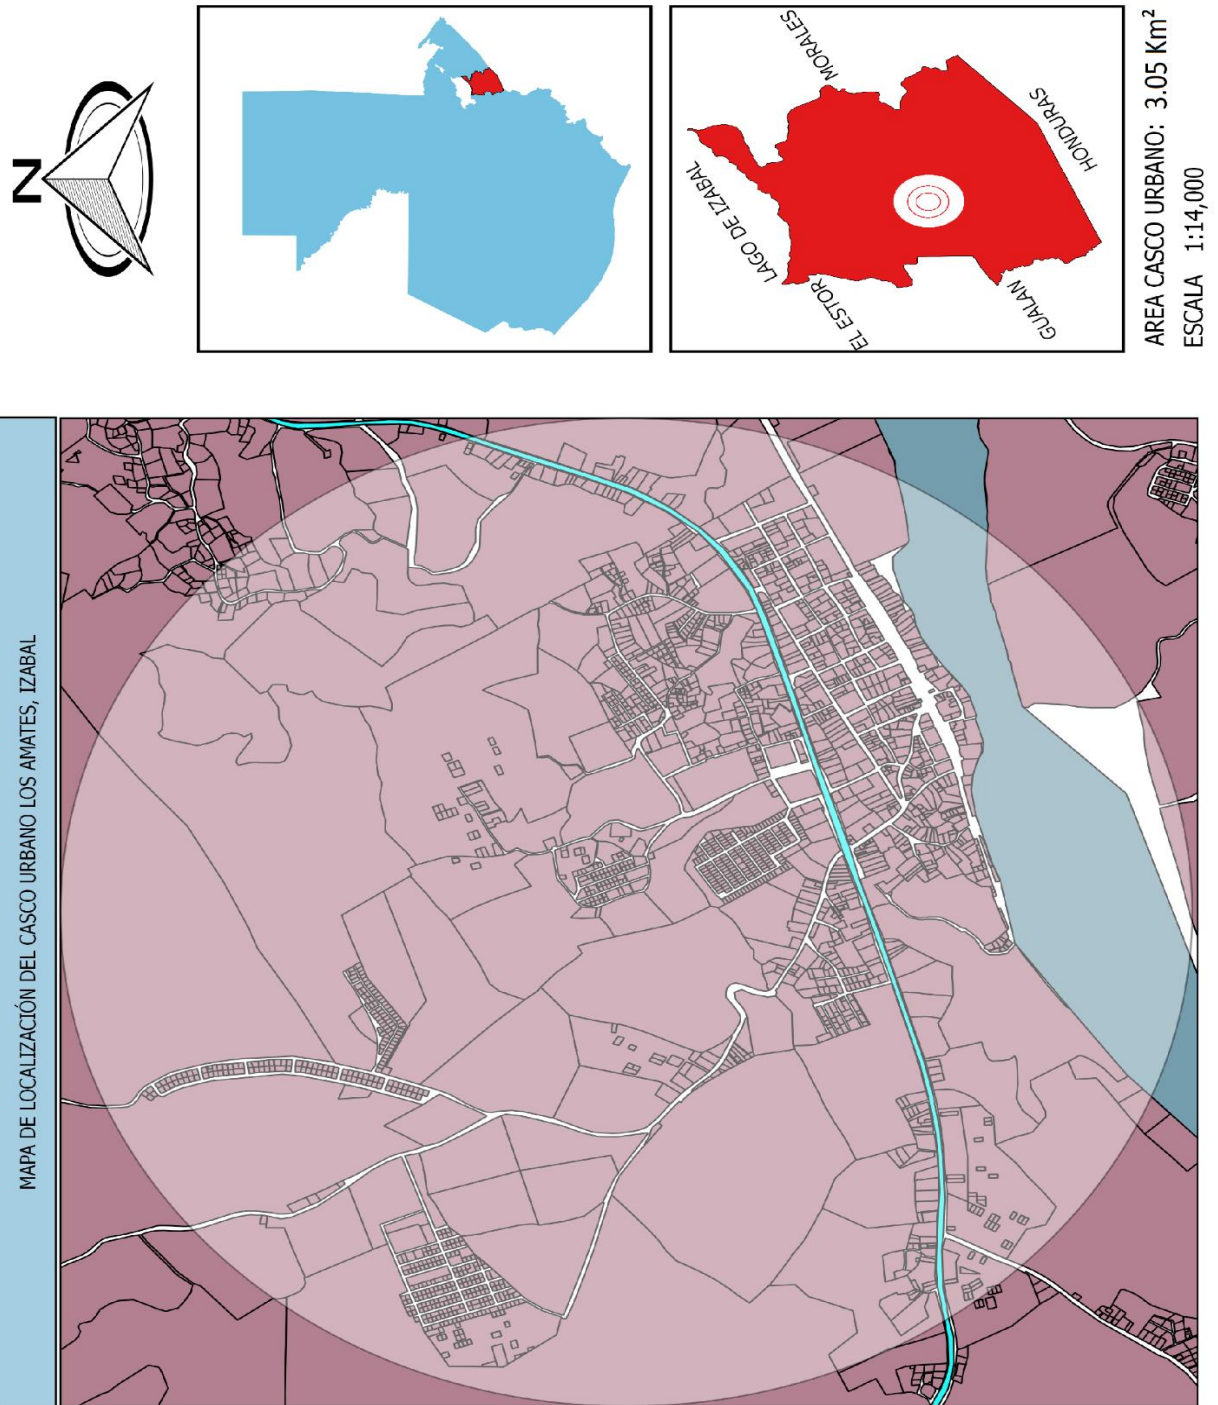 MAPA DE LOCALIZACIÓN DEL CASCO URBANO LOS AMATES, IZABAL
N
MORALES
LAGO DE IZABAL
EL ESTOR
HONDURAS
GUALAN
AREA CASCO URBANO: 3.05 Km²
ESCALA 1:14,000